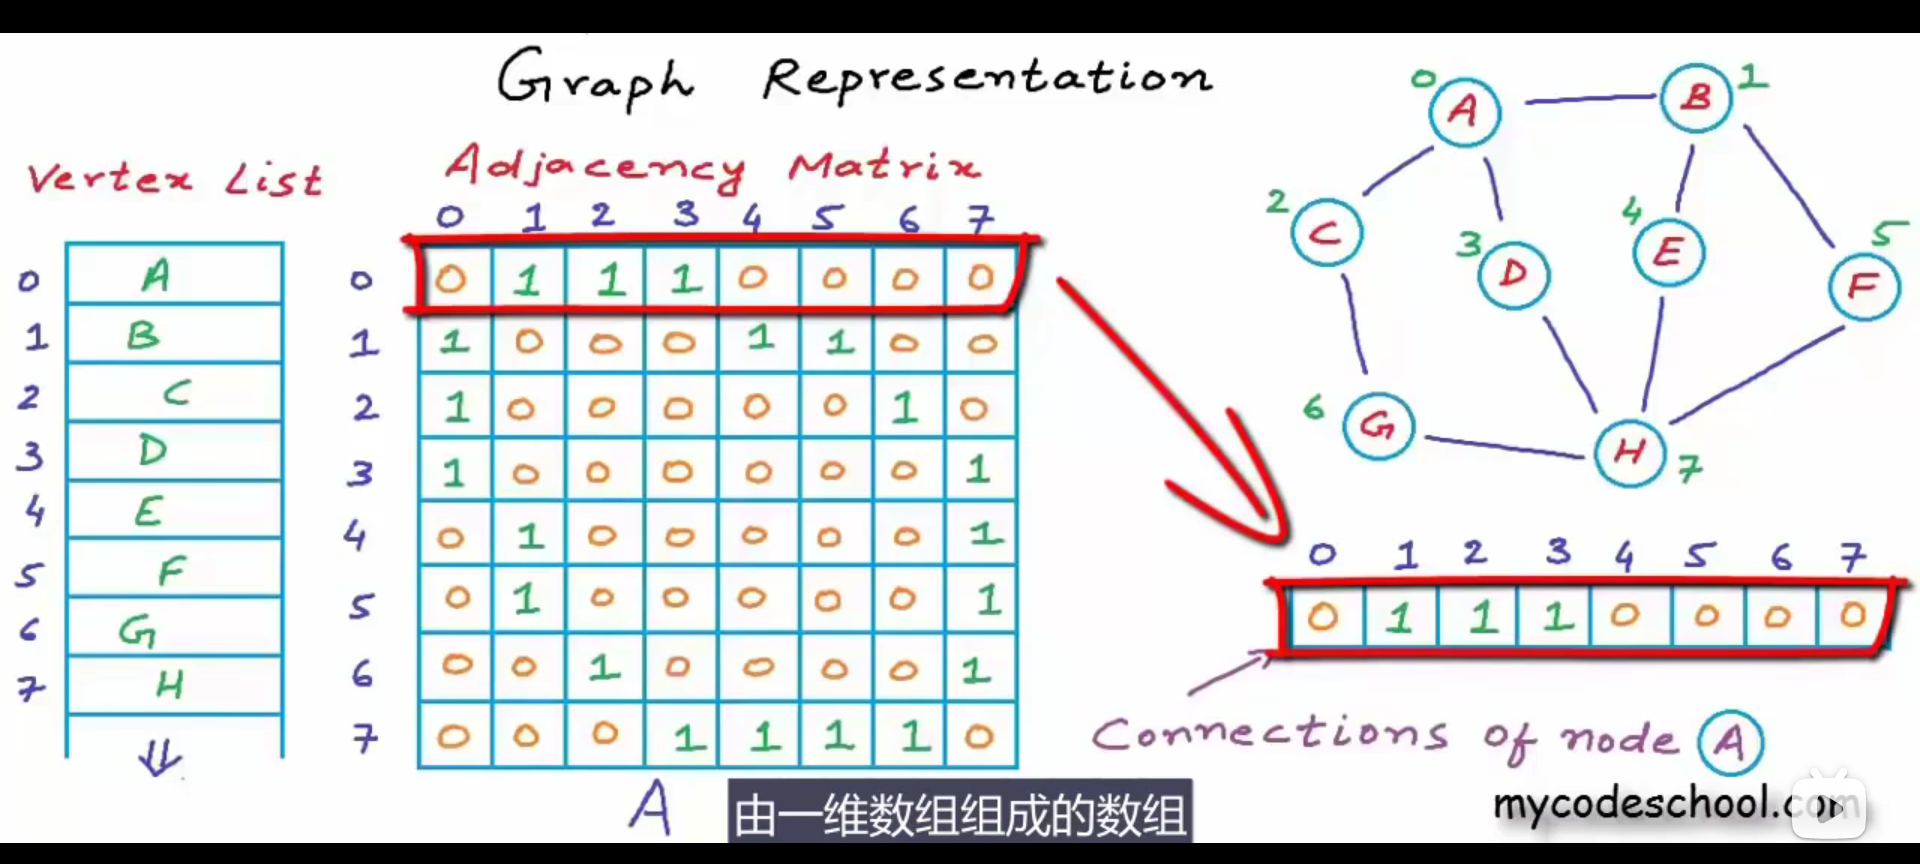 Graph Representation
Vertex List
Adjacency Matrix
0 1 2 3 4 5 6 7
0 A
1 B
2 C
3 D
4 E
5 F
6 G
7 H
0 0 1 1 1 0 0 0 0
1 1 0 0 0 1 1 0 0
2 1 0 0 0 0 0 1 0
3 1 0 0 0 0 0 0 1
4 0 1 0 0 0 0 0 1
5 0 1 0 0 0 0 0 1
6 0 0 1 0 0 0 0 1
7 0 0 0 1 1 1 1 0
A
0 A
B 1
2 C
3 D
4 E
5 F
6 G
H 7
0 1 2 3 4 5 6 7
0 1 1 1 0 0 0 0
Connections of node A
mycodeschool.com
由一维数组组成的数组